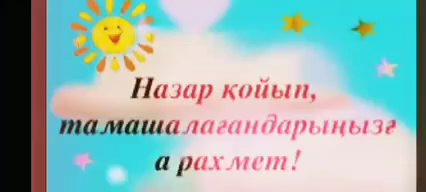 Назар қойып,
тамашалағандарыңызғ
а рахмет!